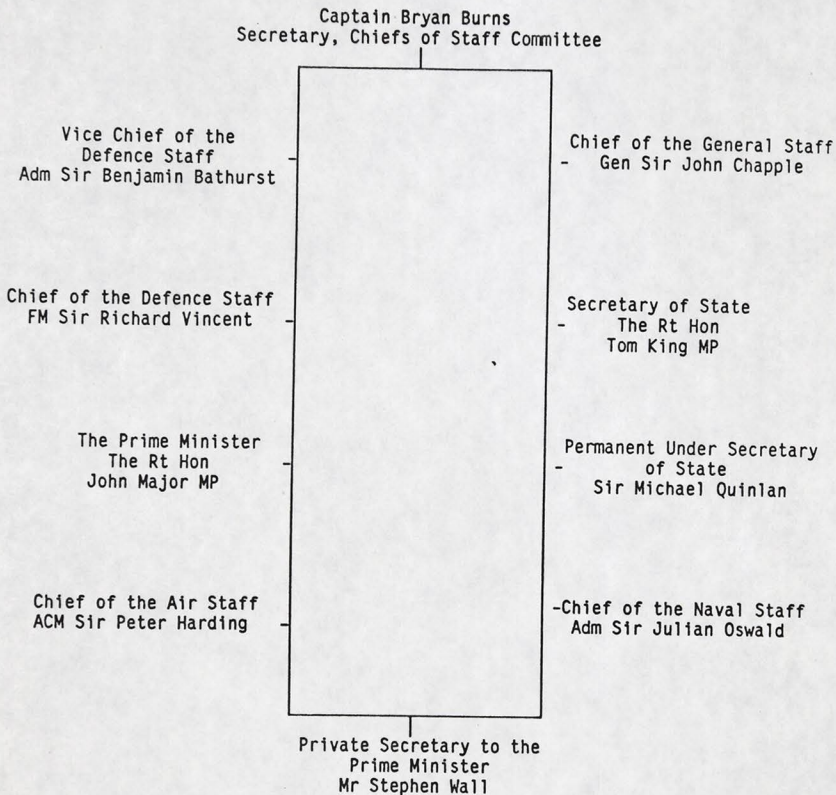 Captain Bryan Burns
Secretary, Chiefs of Staff Committee
Vice Chief of the
Defence Staff
Adm Sir Benjamin Bathurst
Chief of the General Staff
Gen Sir John Chapple
Chief of the Defence Staff
FM Sir Richard Vincent
Secretary of State
The Rt Hon
Tom King MP
The Prime Minister
The Rt Hon
John Major MP
Permanent Under Secretary
of State
Sir Michael Quinlan
Chief of the Air Staff
ACM Sir Peter Harding
Chief of the Naval Staff
Adm Sir Julian Oswald
Private Secretary to the
Prime Minister
Mr Stephen Wall